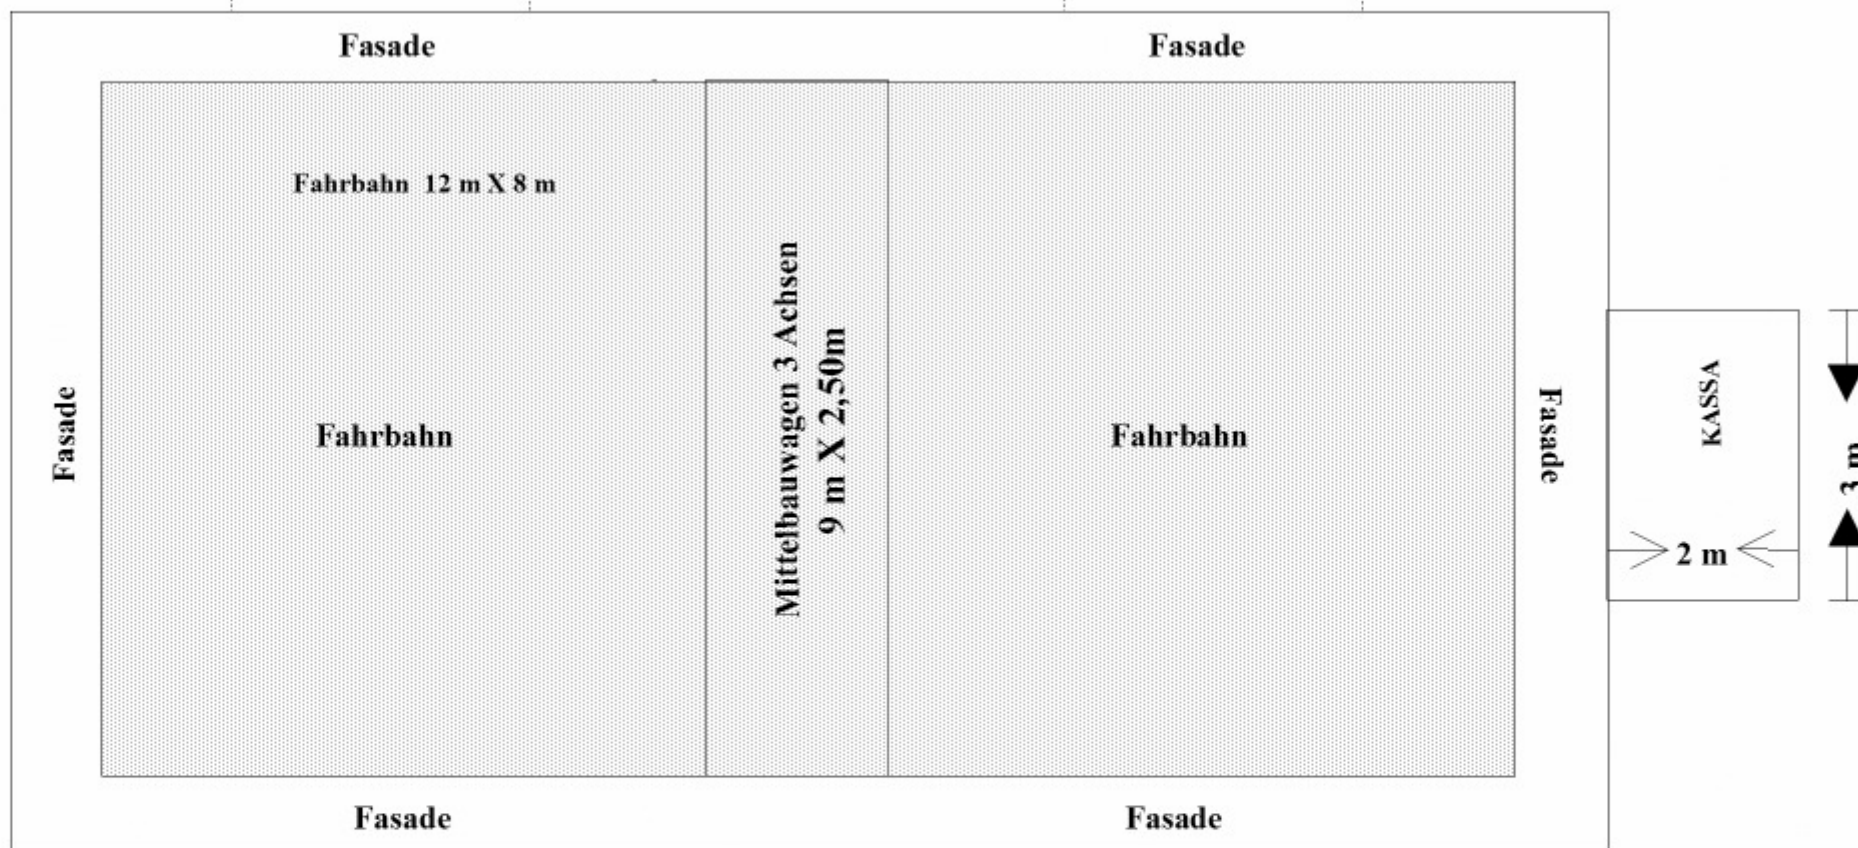 Fasade
Fasade
Fahrbahn 12 m X 8 m
Fasade
Fahrbahn
Mittelbauwagen 3 Achsen
9 m X 2,50m
Fahrbahn
Fasade
KASSA
3 m
2 m
Fasade
Fasade